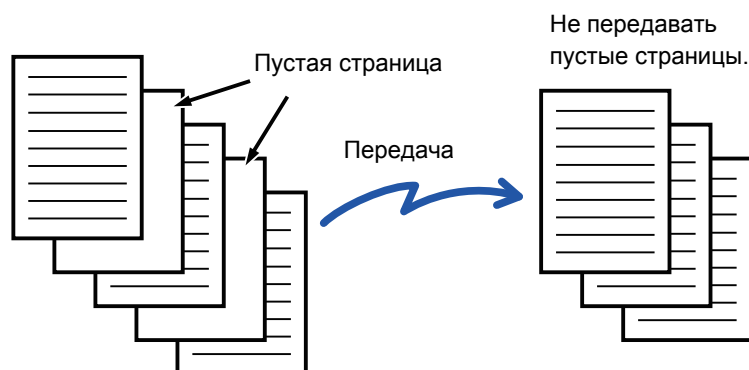 Не передавать
пустые страницы.
Пустая страница
Передача